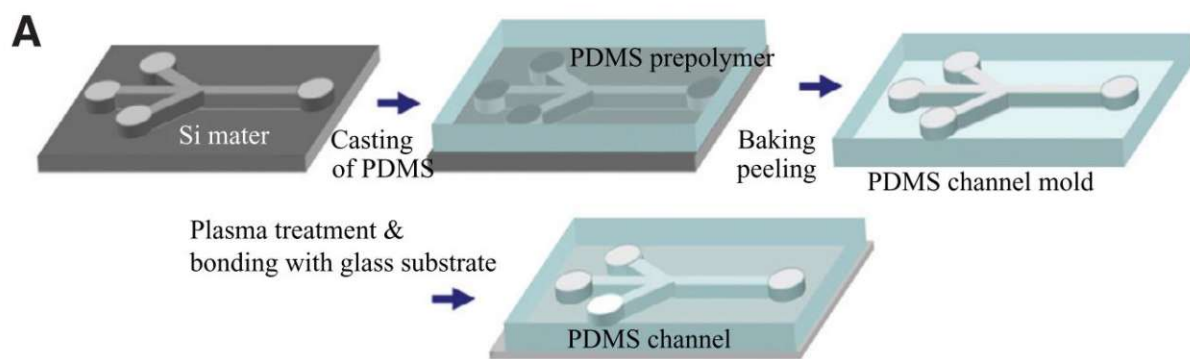 A
Si mater
Casting
of PDMS
PDMS prepolymer
Baking
peeling
PDMS channel mold
Plasma treatment &
bonding with glass substrate
PDMS channel